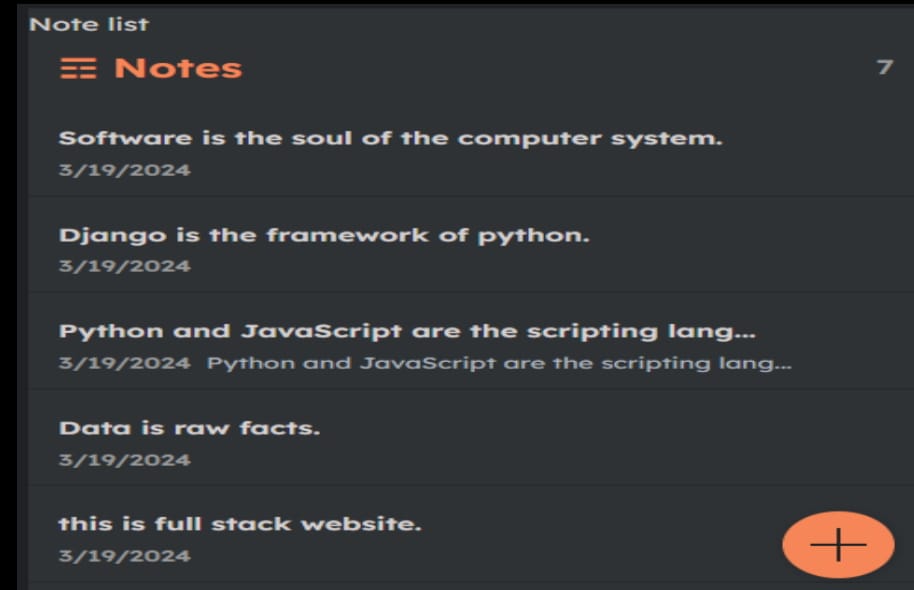 Note list
Notes 7
Software is the soul of the computer system.
3/19/2024
Django is the framework of python.
3/19/2024
Python and JavaScript are the scripting lang...
3/19/2024 Python and JavaScript are the scripting lang...
Data is raw facts.
3/19/2024
this is full stack website.
3/19/2024